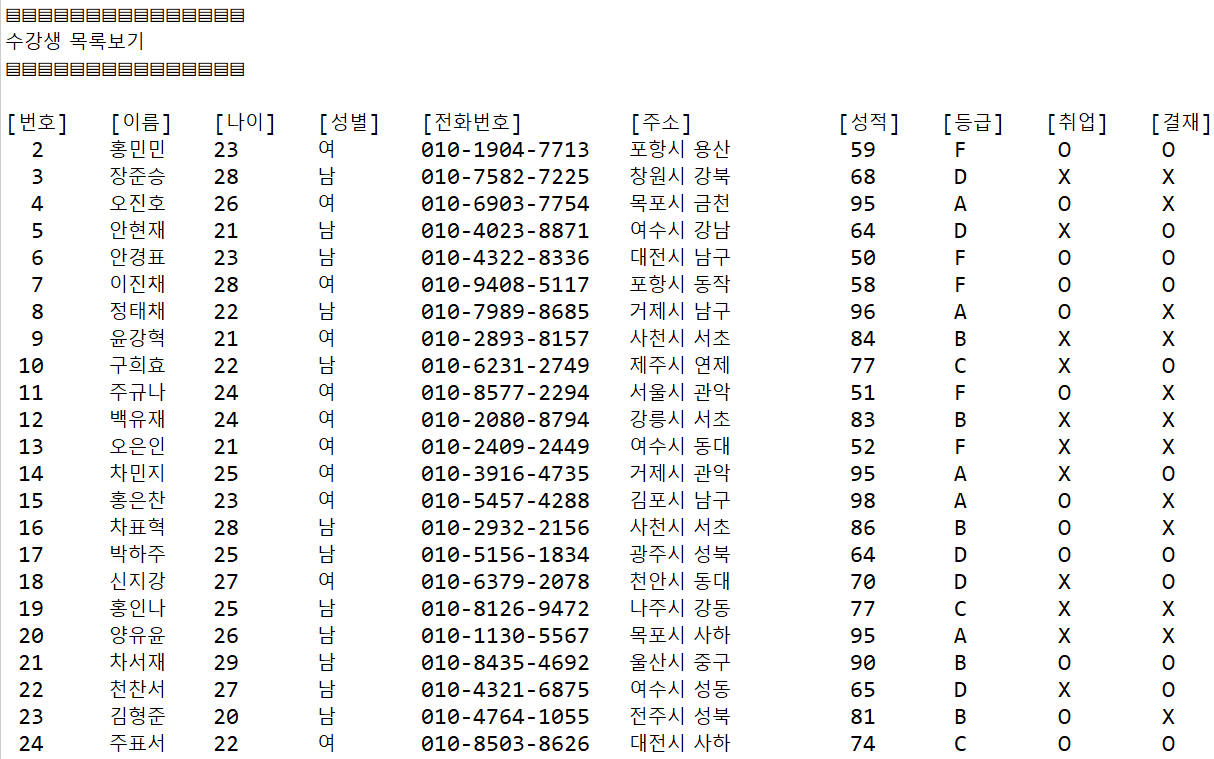 ▤▤▤▤▤▤▤▤▤▤▤▤▤▤▤
수강생 목록보기
▤▤▤▤▤▤▤▤▤▤▤▤▤▤▤
[번호] [이름] [나이] [성별] [전화번호] [주소] [성적] [등급] [취업] [결재]
2 홍민민 23 여 010-1904-7713 포항시 용산 59 F O O
3 장준승 28 남 010-7582-7225 창원시 강북 68 D X X
4 오진호 26 여 010-6903-7754 목포시 금천 95 A O X
5 안현재 21 남 010-4023-8871 여수시 강남 64 D X O
6 안경표 23 남 010-4322-8336 대전시 남구 50 F O O
7 이진채 28 여 010-9408-5117 포항시 동작 58 F O O
8 정태채 22 남 010-7989-8685 거제시 남구 96 A O X
9 윤강혁 21 여 010-2893-8157 사천시 서초 84 B X X
10 구희효 22 남 010-6231-2749 제주시 연제 77 C X O
11 주규나 24 여 010-8577-2294 서울시 관악 51 F O X
12 백유재 24 여 010-2080-8794 강릉시 서초 83 B X X
13 오은인 21 여 010-2409-2449 여수시 동대 52 F X X
14 차민지 25 여 010-3916-4735 거제시 관악 95 A X O
15 홍은찬 23 여 010-5457-4288 김포시 남구 98 A O X
16 차표혁 28 남 010-2932-2156 사천시 서초 86 B O X
17 박하주 25 남 010-5156-1834 광주시 성북 64 D O O
18 신지강 27 여 010-6379-2078 천안시 동대 70 D X O
19 홍인나 25 남 010-8126-9472 나주시 강동 77 C X X
20 양유윤 26 남 010-1130-5567 목포시 사하 95 A X X
21 차서재 29 남 010-8435-4692 울산시 중구 90 B O O
22 천찬서 27 남 010-4321-6875 여수시 성동 65 D X O
23 김형준 20 남 010-4764-1055 전주시 성북 81 B O X
24 주표서 22 여 010-8503-8626 대전시 사하 74 C O O